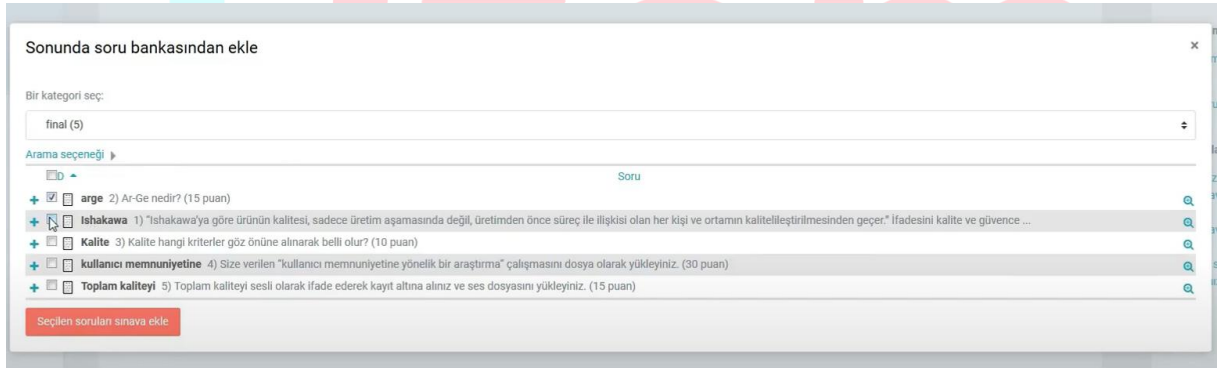 Sonunda soru bankasından ekle
×
Bir kategori seç:
final (5)
Arama seçeneği
D
Soru
arge 2) Ar-Ge nedir? (15 puan)
Ishakawa 1) "Ishakawa'ya göre ürünün kalitesi, sadece üretim aşamasında değil, üretimden önce süreç ile ilişkisi olan her kişi ve ortamın kalitelileştirilmesinden geçer." İfadesini kalite ve güvence ...
Kalite 3) Kalite hangi kriterler göz önüne alınarak belli olur? (10 puan)
kullanıcı memnuniyetine 4) Size verilen "kullanıcı memnuniyetine yönelik bir araştırma" çalışmasını dosya olarak yükleyiniz. (30 puan)
Toplam kaliteyi 5) Toplam kaliteyi sesli olarak ifade ederek kayıt altına alınız ve ses dosyasını yükleyiniz. (15 puan)
Seçilen soruları sınava ekle